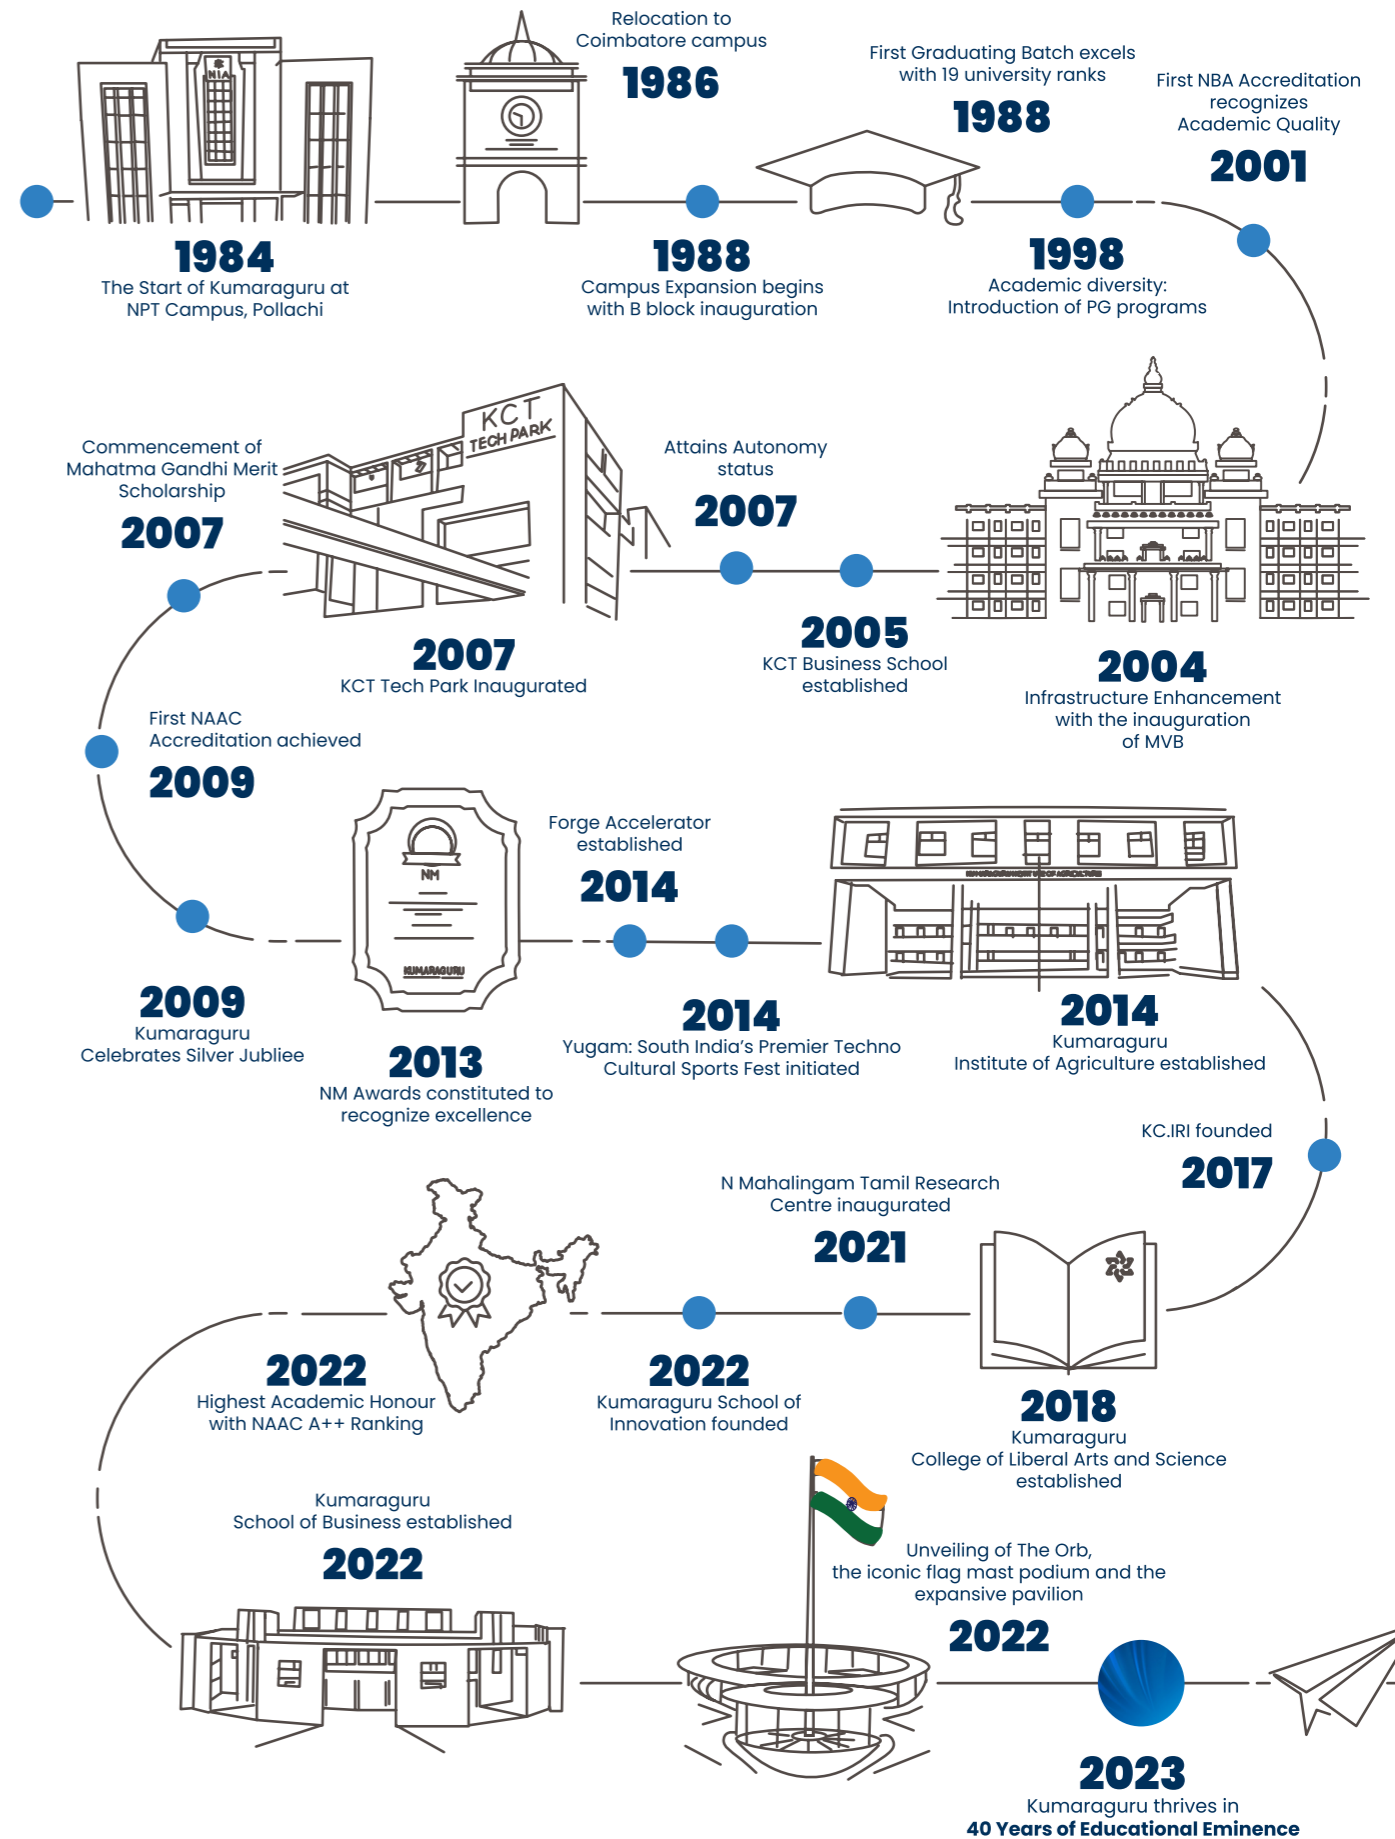 Relocation to
Coimbatore campus
1986
First Graduating Batch excels
with 19 university ranks
1988
First NBA Accreditation
recognizes
Academic Quality
2001
NIA
1984
The Start of Kumaraguru at
NPT Campus, Pollachi
1988
Campus Expansion begins
with B block inauguration
1998
Academic diversity:
Introduction of PG programs
Commencement of
Mahatma Gandhi Merit
Scholarship
2007
KCT
TECH PARK
Attains Autonomy
status
2007
2007
KCT Tech Park Inaugurated
2005
KCT Business School
established
2004
Infrastructure Enhancement
with the inauguration
of MVB
First NAAC
Accreditation achieved
2009
NM
KUMARAGURU
Forge Accelerator
established
2014
2009
Kumaraguru
Celebrates Silver Jubliee
2013
NM Awards constituted to
recognize excellence
2014
Yugam: South India's Premier Techno
Cultural Sports Fest initiated
2014
Kumaraguru
Institute of Agriculture established
KC.IRI founded
2017
N Mahalingam Tamil Research
Centre inaugurated
2021
2022
Highest Academic Honour
with NAAC A++ Ranking
2022
Kumaraguru School of
Innovation founded
2018
Kumaraguru
College of Liberal Arts and Science
established
Kumaraguru
School of Business established
2022
Unveiling of The Orb,
the iconic flag mast podium and the
expansive pavilion
2022
2023
Kumaraguru thrives in
40 Years of Educational Eminence